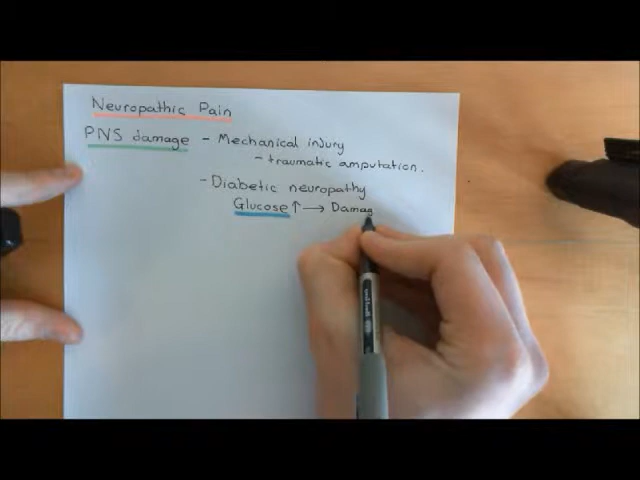 Neuropathic Pain
PNS damage - Mechanical injury
- traumatic amputation.
- Diabetic neuropathy
Glucose ↑ → Damag